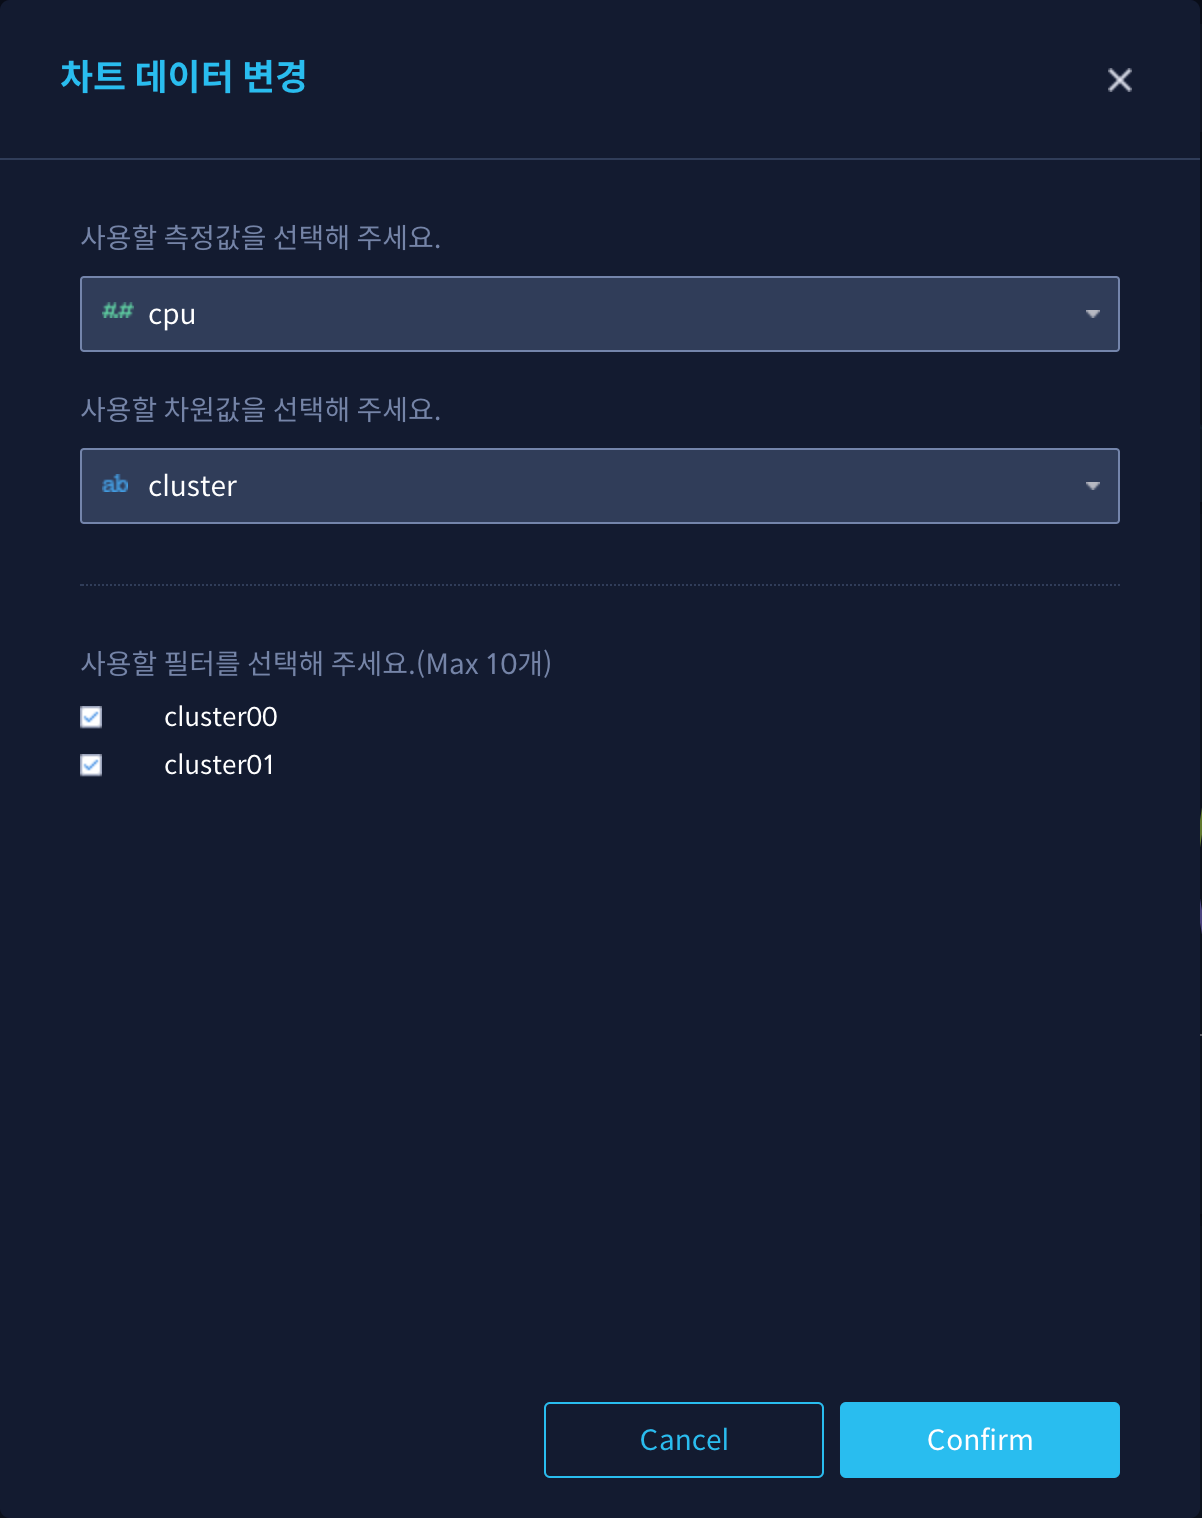 차트 데이터 변경
사용할 측정값을 선택해 주세요.
#.# cpu
사용할 차원값을 선택해 주세요.
ab cluster
사용할 필터를 선택해 주세요.(Max 10개)
cluster00
cluster01
Cancel
Confirm